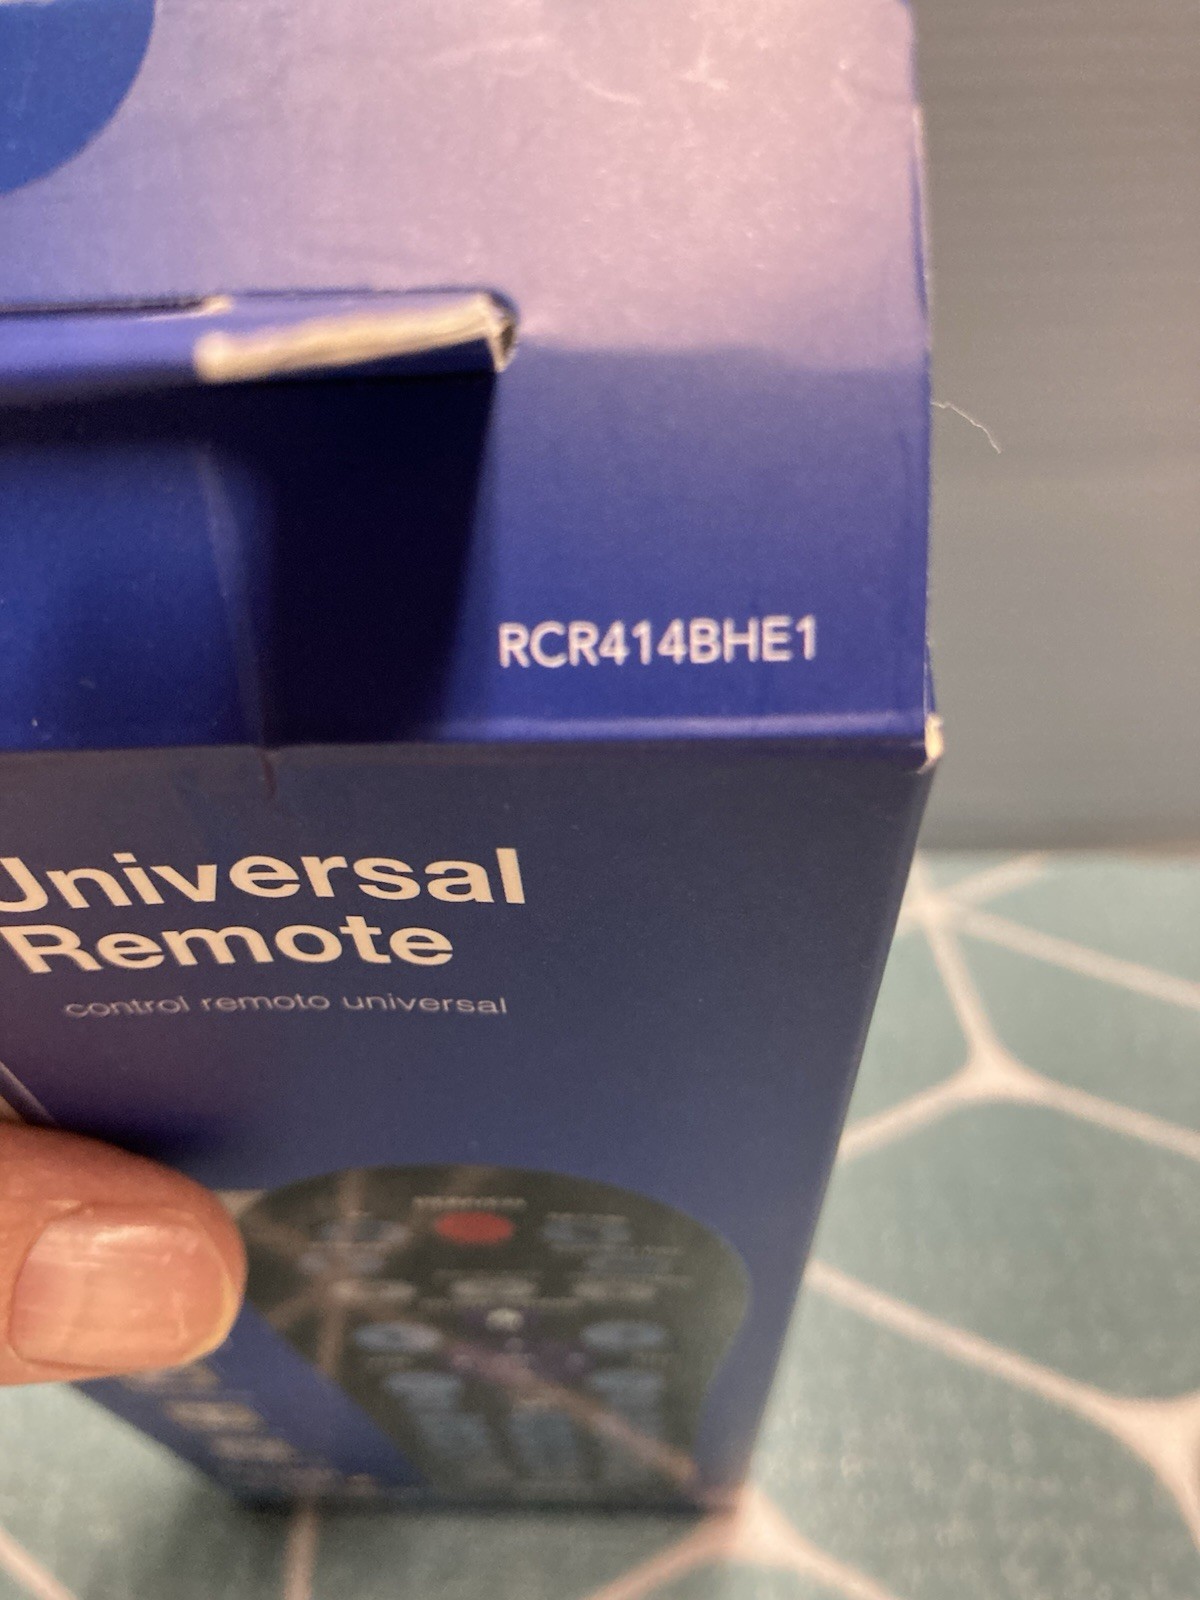 RCR414BHE1
Universal
Remote
control remoto universal